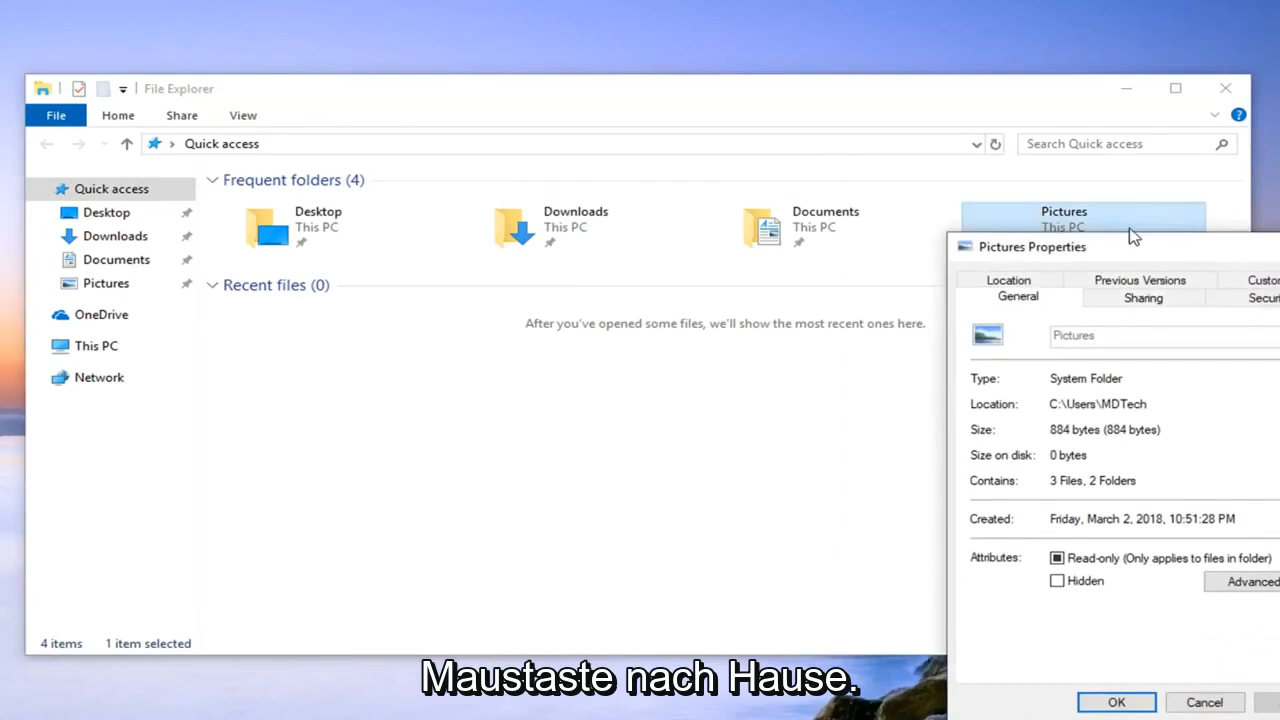 File Explorer
File Home Share View
Quick access
Search Quick access
Quick access
Desktop
Downloads
Documents
Pictures
OneDrive
This PC
Network
Frequent folders (4)
Desktop
This PC
Downloads
This PC
Documents
This PC
Pictures
This PC
Recent files (0)
After you've opened some files, we'll show the most recent ones here.
4 items 1 item selected
Pictures Properties
Location Previous Versions
General Sharing
Pictures
Type: System Folder
Location: C:\Users\MDTech
Size: 884 bytes (884 bytes)
Size on disk: 0 bytes
Contains: 3 Files, 2 Folders
Created: Friday, March 2, 2018, 10:51:28 PM
Attributes: Read-only (Only applies to files in folder)
Hidden
Advanced
OK Cancel
Maustaste nach Hause.